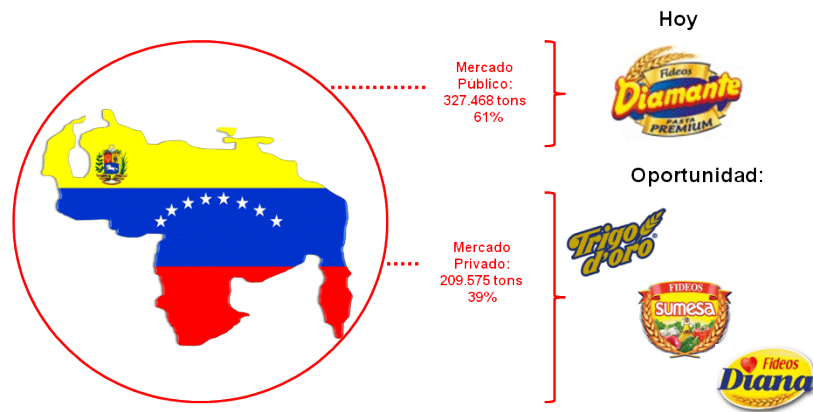 Hoy
Mercado
Público:
327.468 tons
61%
Fideos
Diamante
PASTA
PREMIUM
Oportunidad:
Trigo
d'oro®
Mercado
Privado:
209.575 tons
39%
FIDEOS
sumesa
Fideos
Diana